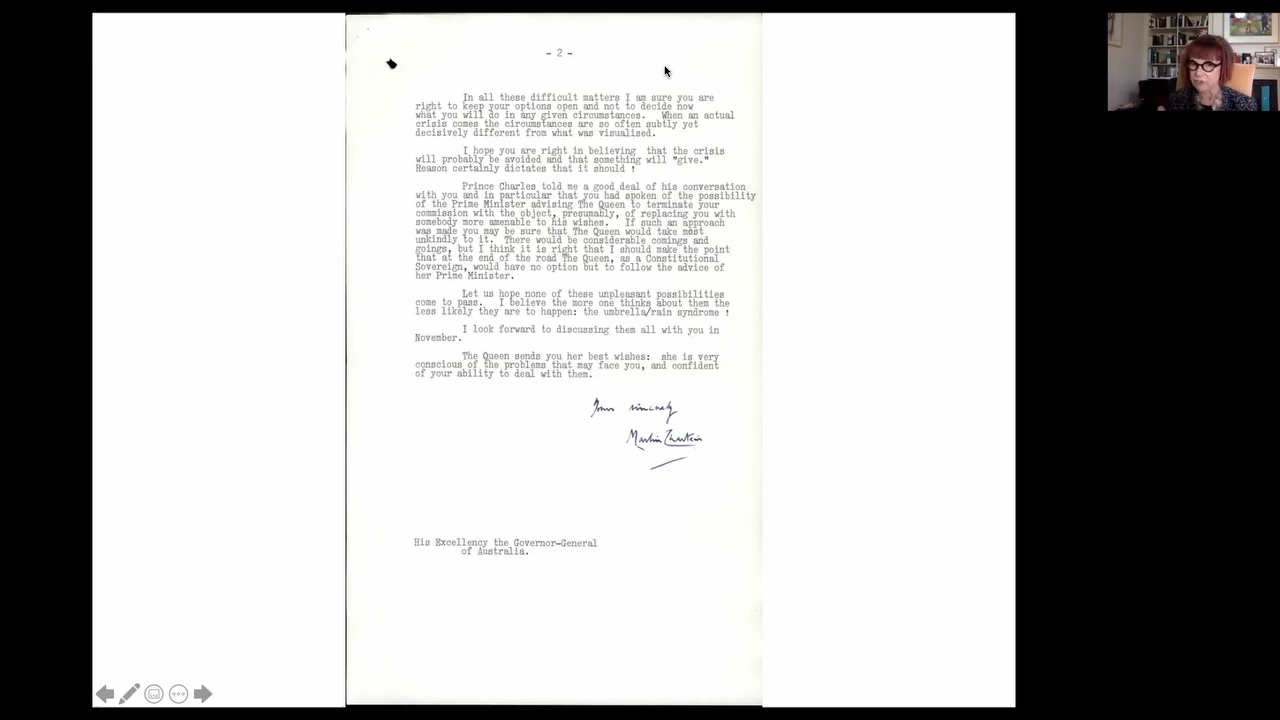 - 2 -
In all these difficult matters I am sure you are
right to keep your options open and not to decide now
what you will do in any given circumstances. When an actual
crisis comes the circumstances are so often subtly yet
decisively different from what was visualised.
I hope you are right in believing that the crisis
will probably be avoided and that something will "give."
Reason certainly dictates that it should !
Prince Charles told me a good deal of his conversation
with you and in particular that you had spoken of the possibility
of the Prime Minister advising The Queen to terminate your
commission with the object, presumably, of replacing you with
somebody more amenable to his wishes. If such an approach
was made you may be sure that The Queen would take most
unkindly to it. There would be considerable comings and
goings, but I think it is right that I should make the point
that at the end of the road The Queen, as a Constitutional
Sovereign, would have no option but to follow the advice of
her Prime Minister.
Let us hope none of these unpleasant possibilities
come to pass. I believe the more one thinks about them the
less likely they are to happen: the umbrella/rain syndrome !
I look forward to discussing them all with you in
November.
The Queen sends you her best wishes: she is very
conscious of the problems that may face you, and confident
of your ability to deal with them.
Yours sincerely
Martin Charteris
His Excellency the Governor-General
of Australia.